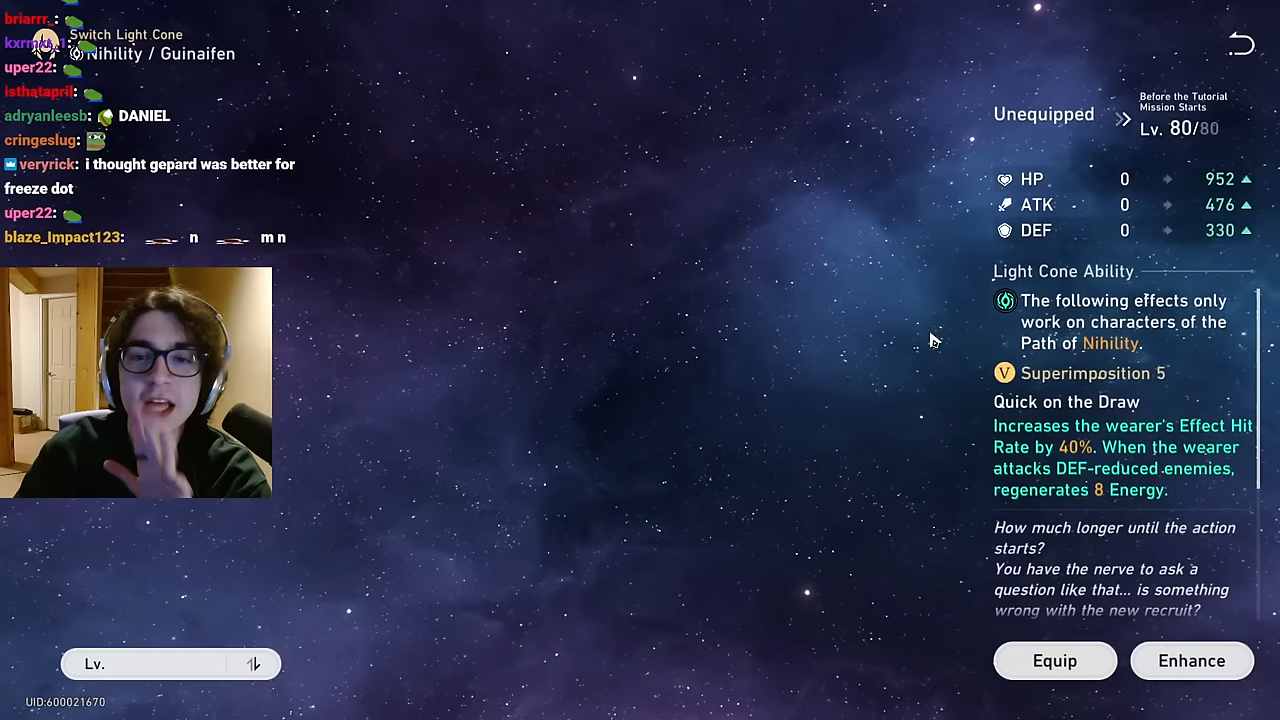 briarrr_:
Switch Light Cone
Nihility / Guinaifen
uper22:
isthatapril:
adryanleesb: DANIEL
cringeslug:
veryrick: i thought gepard was better for
freeze dot
uper22:
blaze_Impact123: n m n
Unequipped
Before the Tutorial
Mission Starts
Lv. 80/80
HP 0 952
ATK 0 476
DEF 0 330
Light Cone Ability
The following effects only
work on characters of the
Path of Nihility.
V Superimposition 5
Quick on the Draw
Increases the wearer's Effect Hit
Rate by 40%. When the wearer
attacks DEF-reduced enemies,
regenerates 8 Energy.
How much longer until the action
starts?
You have the nerve to ask a
question like that... is something
wrong with the new recruit?
Equip
Enhance
Lv.
UID:600021670